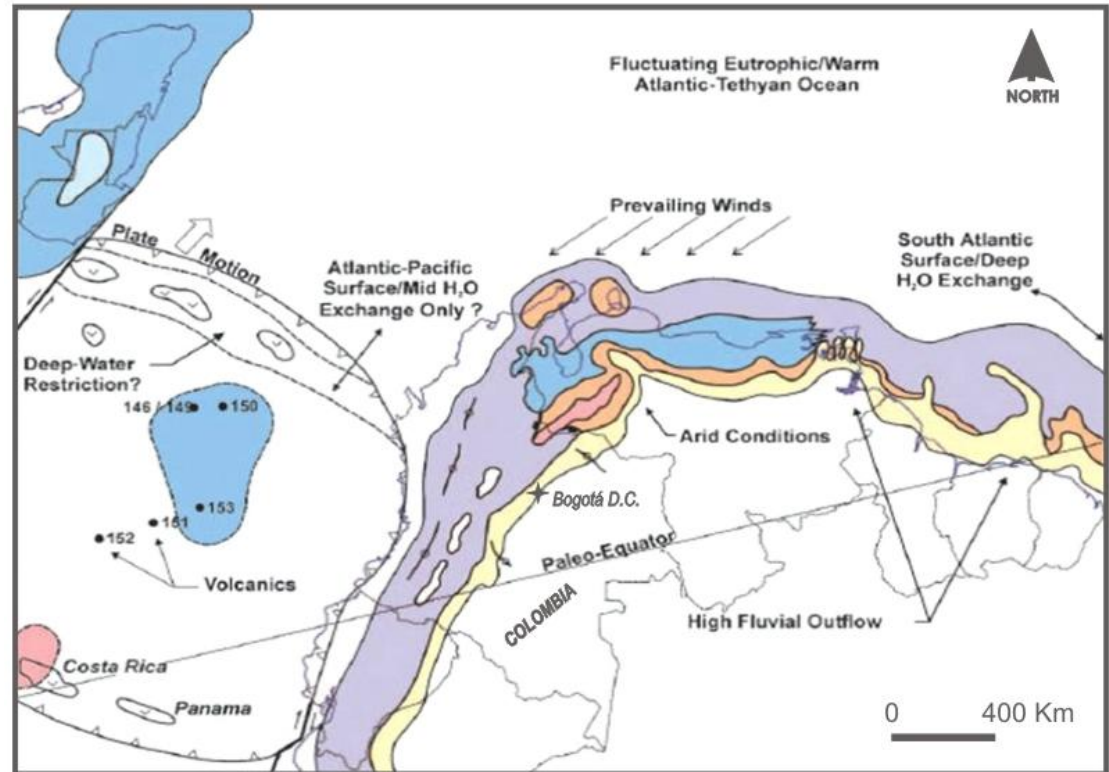 Fluctuating Eutrophic/Warm
Atlantic-Tethyan Ocean
NORTH
Prevailing Winds
South Atlantic
Surface/Deep
H₂O Exchange
Plate
Motion
Atlantic-Pacific
Surface/Mid H₂O
Exchange Only ?
Deep-Water
Restriction?
146 / 149
150
153
151
152
Volcanics
Arid Conditions
Bogotá D.C.
Paleo-Equator
COLOMBIA
High Fluvial Outflow
Costa Rica
Panama
0 400 Km